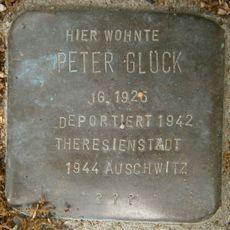 HIER WOHNTE
PETER GLÜCK
JG. 1926
DEPORTIERT 1942
THERESIENSTADT
1944 AUSCHWITZ
? ? ?